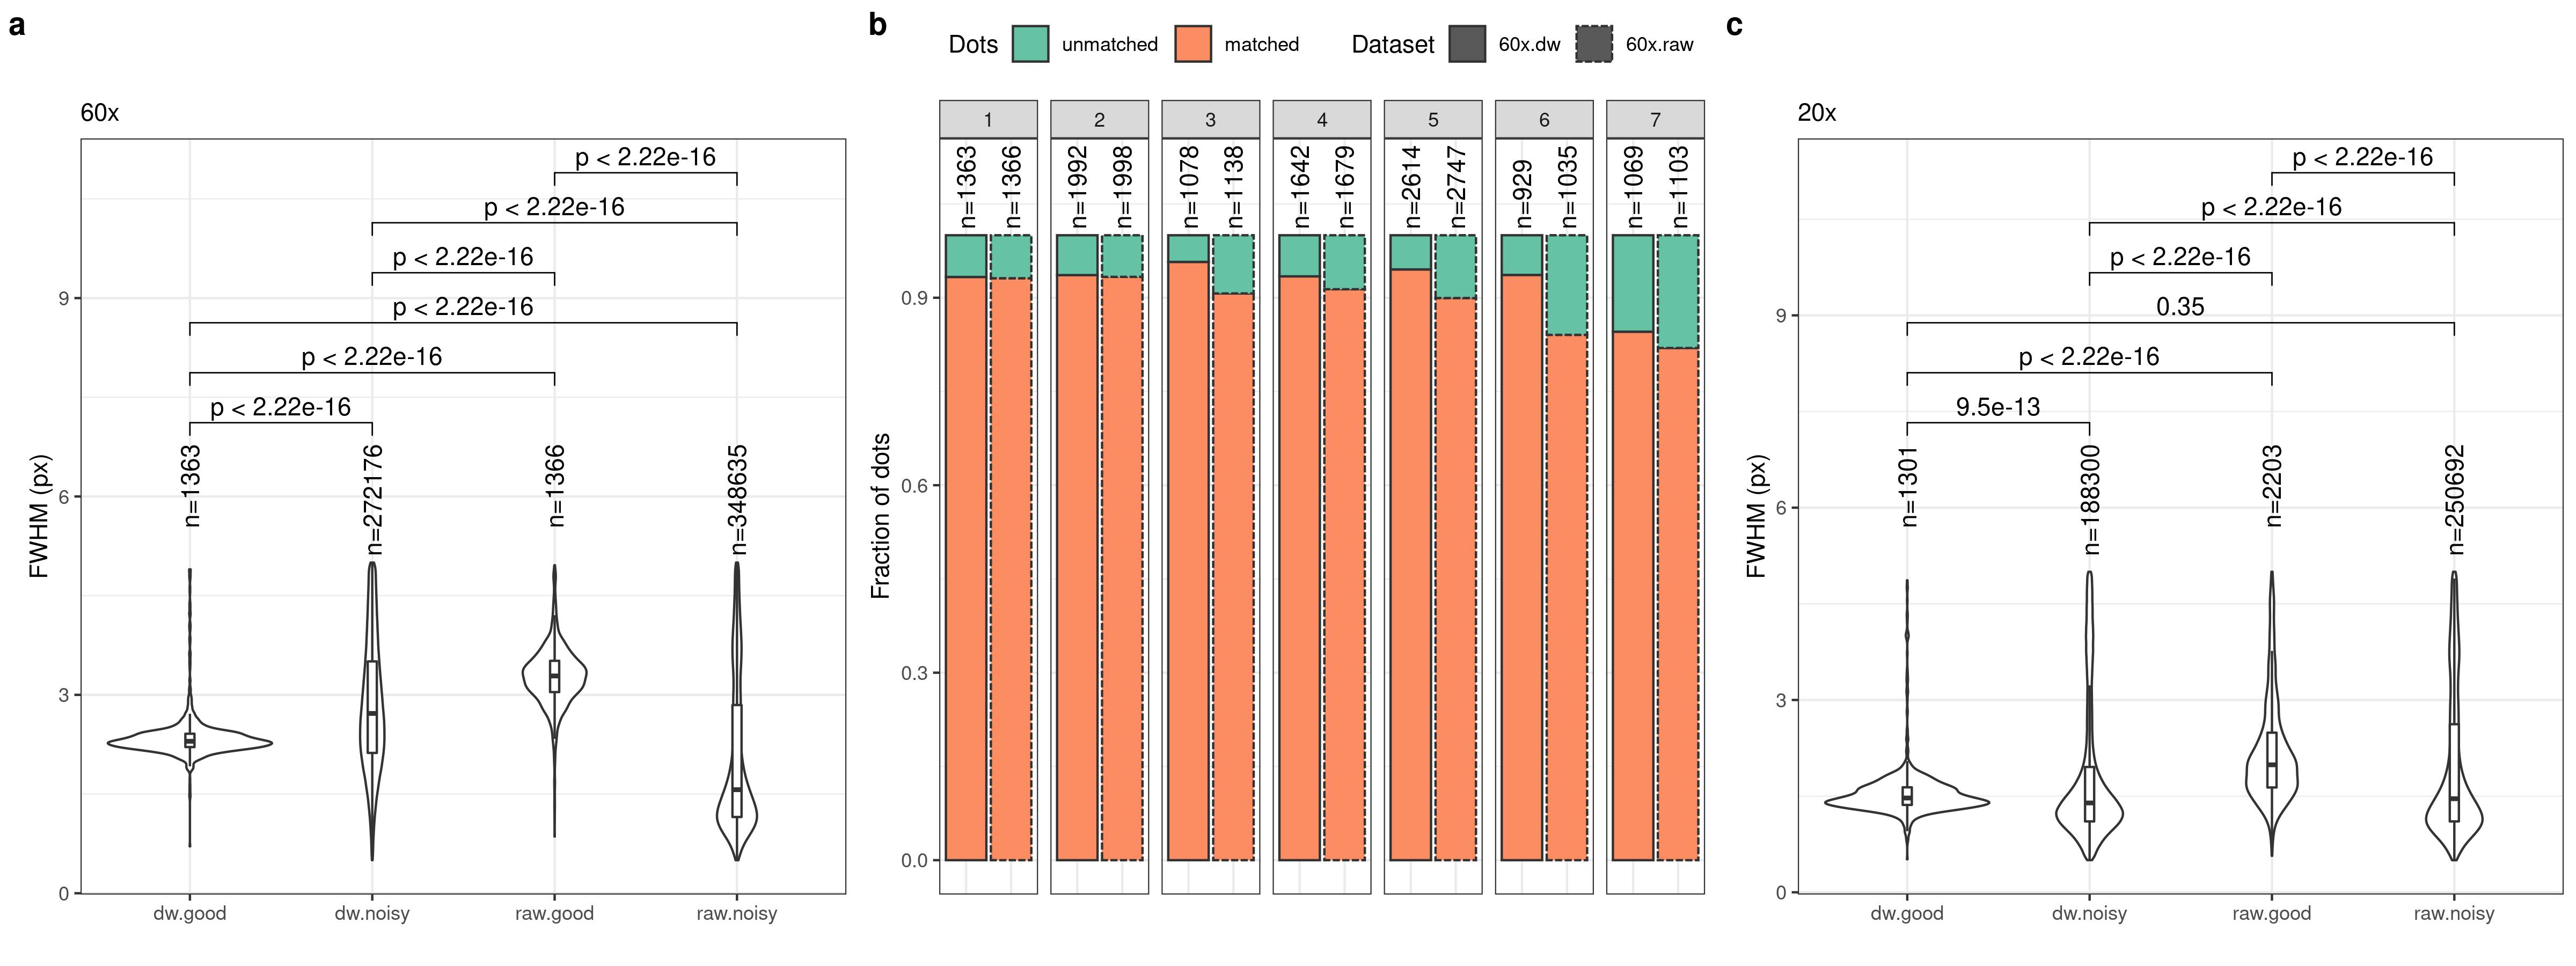 a
60x
p < 2.22e-16
p < 2.22e-16
p < 2.22e-16
p < 2.22e-16
p < 2.22e-16
p < 2.22e-16
n=1363
n=272176
n=1366
n=348635
FWHM (px)
9
6
3
0
dw.good
dw.noisy
raw.good
raw.noisy
b
Dots
unmatched
matched
Dataset
60x.dw
60x.raw
1
2
3
4
5
6
7
n=1363
n=1366
n=1992
n=1998
n=1078
n=1138
n=1642
n=1679
n=2614
n=2747
n=929
n=1035
n=1069
n=1103
Fraction of dots
0.9
0.6
0.3
0.0
c
20x
p < 2.22e-16
p < 2.22e-16
p < 2.22e-16
0.35
p < 2.22e-16
9.5e-13
n=1301
n=188300
n=2203
n=250692
FWHM (px)
9
6
3
0
dw.good
dw.noisy
raw.good
raw.noisy